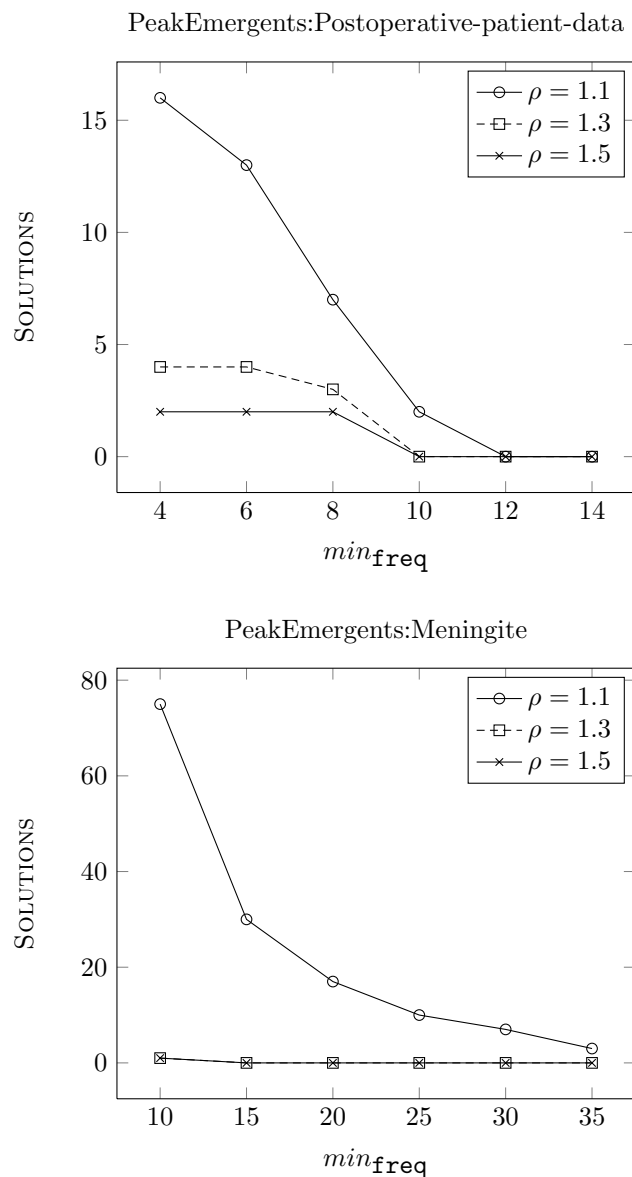 PeakEmergents:Postoperative-patient-data
ρ = 1.1
ρ = 1.3
ρ = 1.5
15
10
5
0
SOLUTIONS
4 6 8 10 12 14
min_freq
PeakEmergents:Meningite
ρ = 1.1
ρ = 1.3
ρ = 1.5
80
60
40
20
0
SOLUTIONS
10 15 20 25 30 35
min_freq